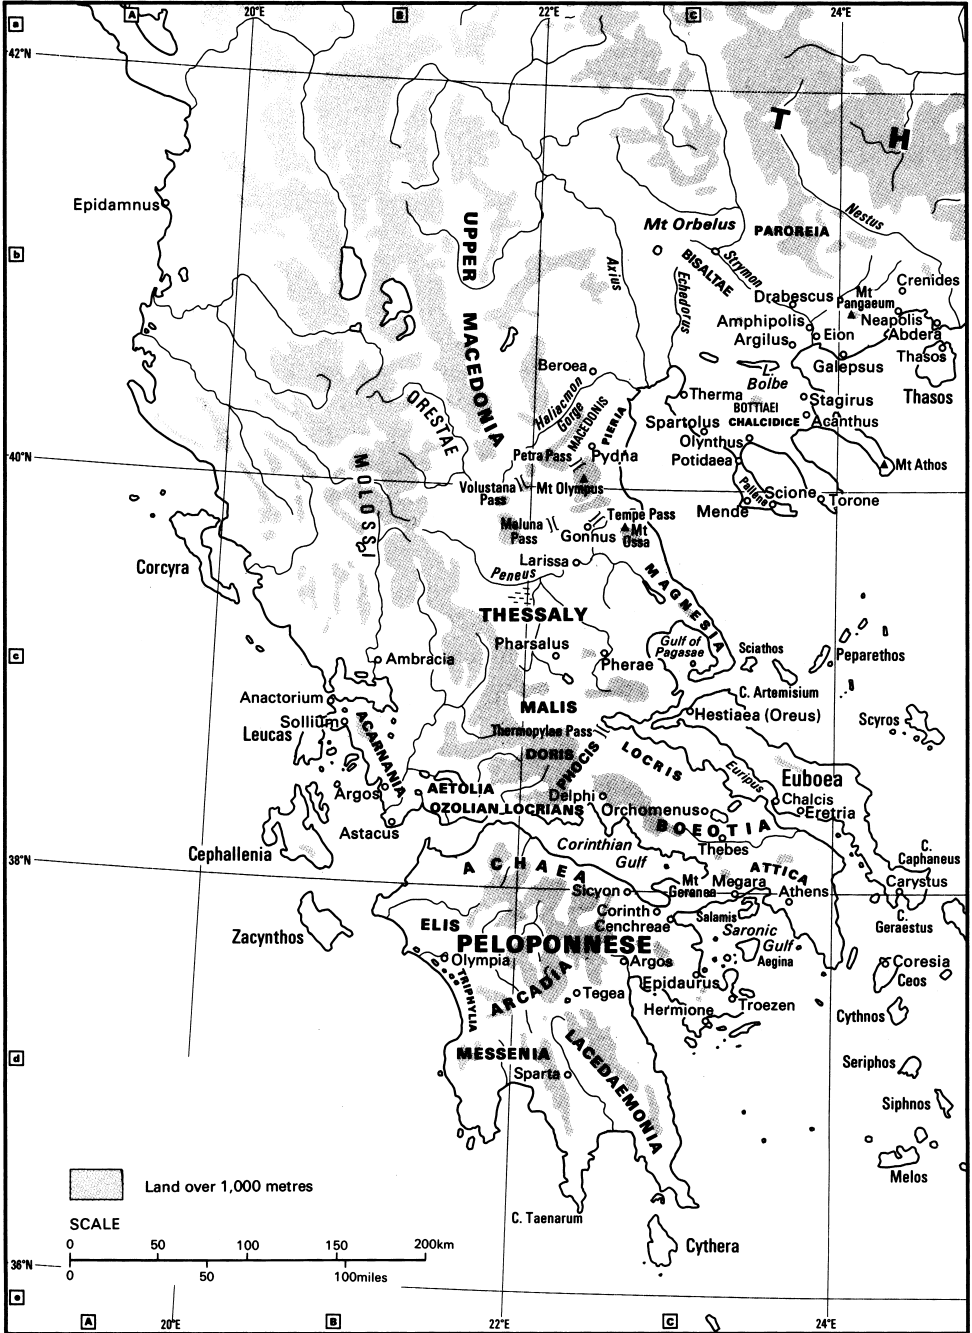 A
20°E
B
22°E
C
24°E
a
42°N
T
H
Epidamnus
Nestus
Mt Orbelus
PAROREIA
b
UPPER MACEDONIA
Axius
Echedorus
BISALTAE
Strymon
Crenides
Drabescus
Mt
Pangaeum
Amphipolis
Eion
Neapolis
Abdera
Argilus
Galepsus
Thasos
Beroea
L.
Bolbe
Thasos
Haliacmon
Gorge
Therma
Stagirus
ORESTAE
MACEDONIS
PIERIA
BOTTIAEI
CHALCIDICE
Acanthus
Spartolus
Olynthus
40°N
MOLOSSI
Petra Pass
Pydna
Potidaea
Mt Athos
Volustana
Pass
Mt Olympus
Pallene
Scione
Torone
Mende
Meluna
Pass
Tempe Pass
Gonnus
Mt
Ossa
Corcyra
Larissa
Peneus
MAGNESIA
THESSALY
Pharsalus
Gulf of
Pagasae
Sciathos
Peparethos
c
Ambracia
Pherae
C. Artemisium
Anactorium
MALIS
Hestiaea (Oreus)
Scyros
Sollium
Leucas
ACARNANIA
Thermopylae Pass
DORIS
PHOCIS
LOCRIS
Euripus
Euboea
Argos
AETOLIA
Delphi
Chalcis
OZOLIAN LOCRIANS
Orchomenus
Eretria
Astacus
BOEOTIA
Cephallenia
Corinthian
Gulf
Thebes
C.
Caphaneus
38°N
ACHAEA
ATTICA
Sicyon
Mt
Geranea
Megara
Athens
Carystus
Zacynthos
ELIS
Corinth
Cenchreae
Salamis
Saronic
Gulf
C.
Geraestus
PELOPONNESE
Olympia
Argos
Aegina
Coresia
Ceos
TRIPHYLIA
ARCADIA
Epidaurus
Tegea
Hermione
Troezen
Cythnos
d
MESSENIA
LACEDAEMONIA
Seriphos
Sparta
Siphnos
Melos
Land over 1,000 metres
C. Taenarum
SCALE
Cythera
0 50 100 150 200km
0 50 100miles
36°N
e
A
20°E
B
22°E
C
24°E